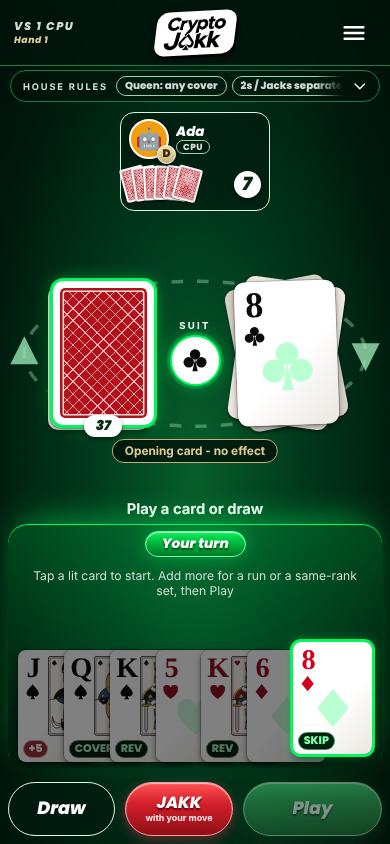 VS 1 CPU
Hand 1
Crypto
Jakk
HOUSE RULES
Queen: any cover
2s / Jacks separate
Ada
CPU
D
7
8
SUIT
37
Opening card - no effect
Play a card or draw
Your turn
Tap a lit card to start. Add more for a run or a same-rank
set, then Play
J
Q
K
5
K
6
8
+5
COVER
REV
REV
SKIP
Draw
JAKK
with your move
Play